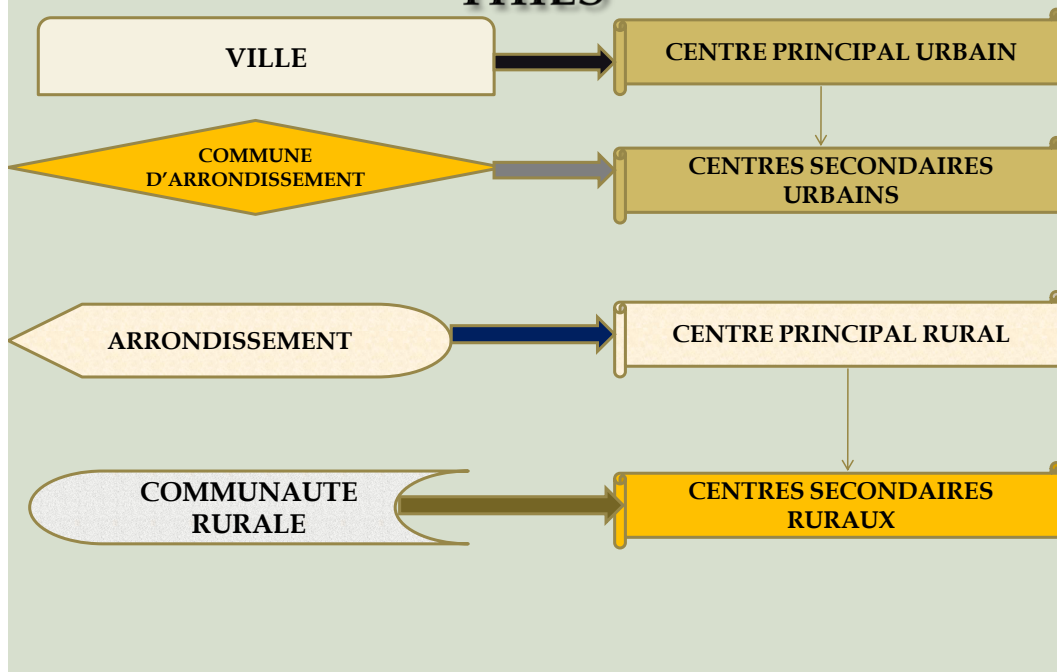 VILLE
CENTRE PRINCIPAL URBAIN
COMMUNE
D’ARRONDISSEMENT
CENTRES SECONDAIRES
URBAINS
ARRONDISSEMENT
CENTRE PRINCIPAL RURAL
COMMUNAUTE
RURALE
CENTRES SECONDAIRES
RURAUX